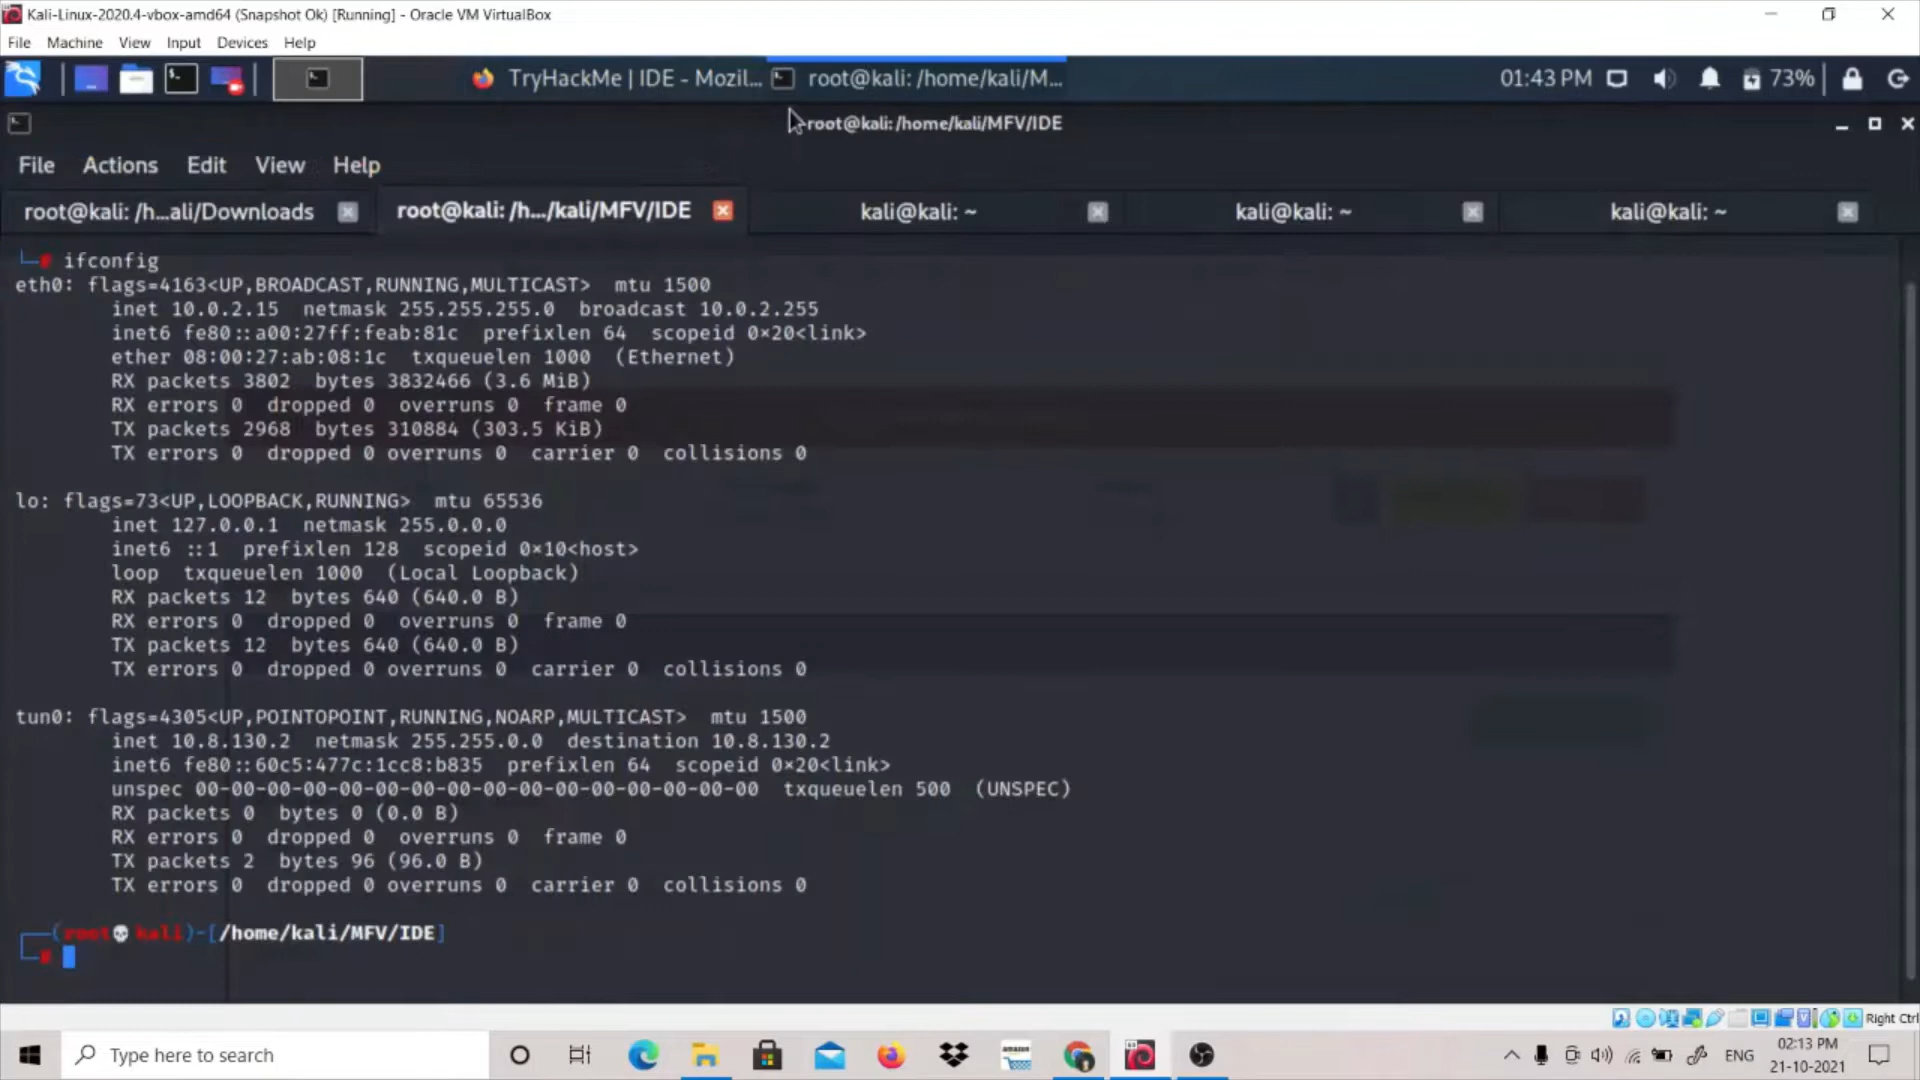 Kali-Linux-2020.4-vbox-amd64 (Snapshot Ok) [Running] - Oracle VM VirtualBox
File Machine View Input Devices Help
TryHackMe | IDE - Mozil... root@kali: /home/kali/M... 01:43 PM 73%
root@kali:/home/kali/MFV/IDE
File Actions Edit View Help
root@kali: /h...ali/Downloads root@kali: /h.../kali/MFV/IDE kali@kali: ~ kali@kali: ~ kali@kali: ~
# ifconfig
eth0: flags=4163<UP,BROADCAST,RUNNING,MULTICAST> mtu 1500
inet 10.0.2.15 netmask 255.255.255.0 broadcast 10.0.2.255
inet6 fe80::a00:27ff:feab:81c prefixlen 64 scopeid 0×20<link>
ether 08:00:27:ab:08:1c txqueuelen 1000 (Ethernet)
RX packets 3802 bytes 3832466 (3.6 MiB)
RX errors 0 dropped 0 overruns 0 frame 0
TX packets 2968 bytes 310884 (303.5 KiB)
TX errors 0 dropped 0 overruns 0 carrier 0 collisions 0
lo: flags=73<UP,LOOPBACK,RUNNING> mtu 65536
inet 127.0.0.1 netmask 255.0.0.0
inet6 ::1 prefixlen 128 scopeid 0×10<host>
loop txqueuelen 1000 (Local Loopback)
RX packets 12 bytes 640 (640.0 B)
RX errors 0 dropped 0 overruns 0 frame 0
TX packets 12 bytes 640 (640.0 B)
TX errors 0 dropped 0 overruns 0 carrier 0 collisions 0
tun0: flags=4305<UP,POINTOPOINT,RUNNING,NOARP,MULTICAST> mtu 1500
inet 10.8.130.2 netmask 255.255.0.0 destination 10.8.130.2
inet6 fe80::60c5:477c:1cc8:b835 prefixlen 64 scopeid 0×20<link>
unspec 00-00-00-00-00-00-00-00-00-00-00-00-00-00-00-00 txqueuelen 500 (UNSPEC)
RX packets 0 bytes 0 (0.0 B)
RX errors 0 dropped 0 overruns 0 frame 0
TX packets 2 bytes 96 (96.0 B)
TX errors 0 dropped 0 overruns 0 carrier 0 collisions 0
(root💀kali)-[/home/kali/MFV/IDE]
#
Right Ctrl
Type here to search amazon ENG 02:13 PM
21-10-2021